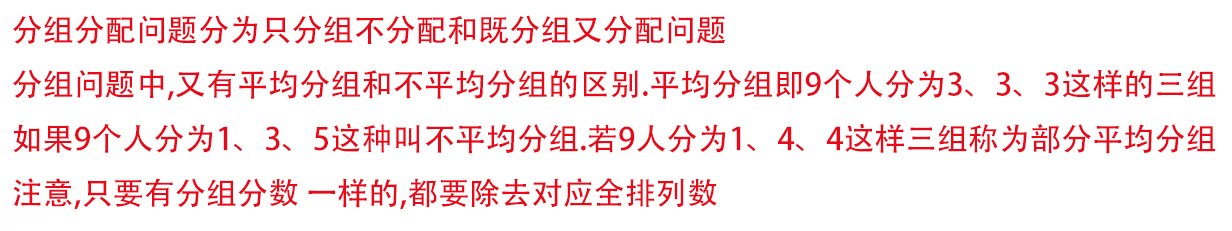 分组分配问题分为只分组不分配和既分组又分配问题
分组问题中,又有平均分组和不平均分组的区别.平均分组即9个人分为3、3、3这样的三组
如果9个人分为1、3、5这种叫不平均分组.若9人分为1、4、4这样三组称为部分平均分组
注意,只要有分组分数 一样的,都要除去对应全排列数